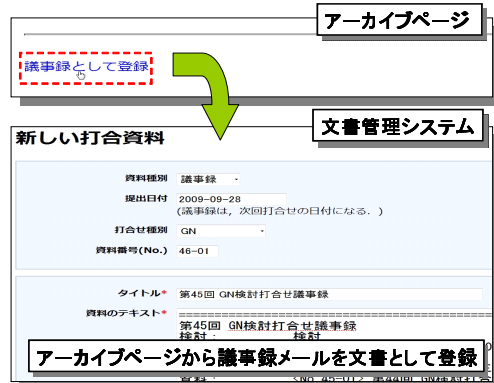 アーカイブページ
議事録として登録
文書管理システム
新しい打合資料
資料種別 議事録
提出日付 2009-09-28
(議事録は，次回打合せの日付になる．)
打合せ種別 GN
資料番号(No.) 46-01
タイトル* 第45回 GN検討打合せ議事録
資料のテキスト*
第45回 GN検討打合せ議事録
アーカイブページから議事録メールを文書として登録